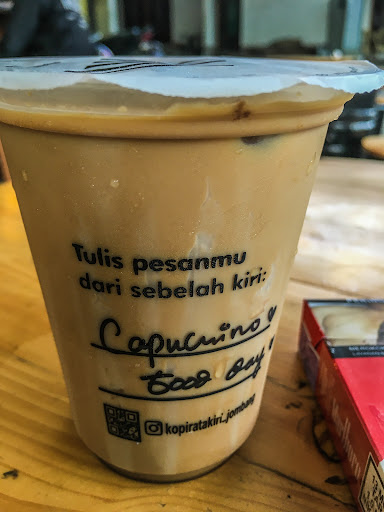 Tulis pesanmu
dari sebelah kiri:
Capucino
Good day
@kopiratakiri_jombang